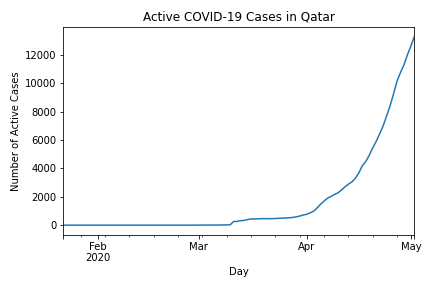 Active COVID-19 Cases in Qatar
Number of Active Cases
12000
10000
8000
6000
4000
2000
0
Feb
2020
Mar
Apr
May
Day